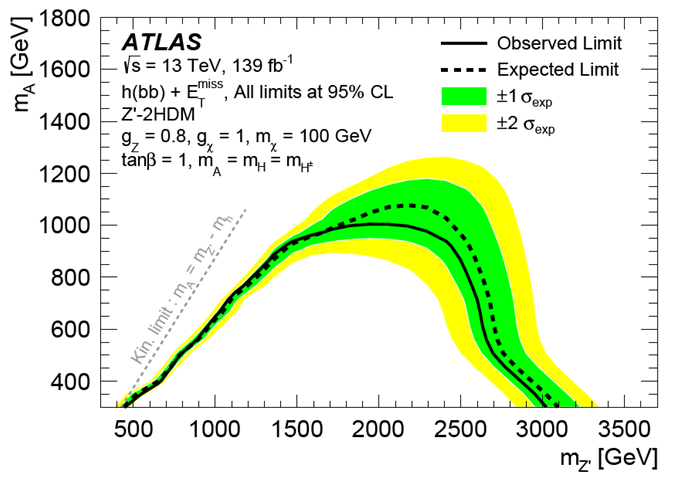 ATLAS
√s = 13 TeV, 139 fb⁻¹
h(bb) + E_T^miss, All limits at 95% CL
Z'-2HDM
g_Z = 0.8, g_χ = 1, m_χ = 100 GeV
tanβ = 1, m_A = m_H = m_H±
Observed Limit
Expected Limit
±1 σ_exp
±2 σ_exp
Kin. limit : m_A = m_Z' - m_h
m_A [GeV]
1800
1600
1400
1200
1000
800
600
400
500 1000 1500 2000 2500 3000 3500
m_Z' [GeV]